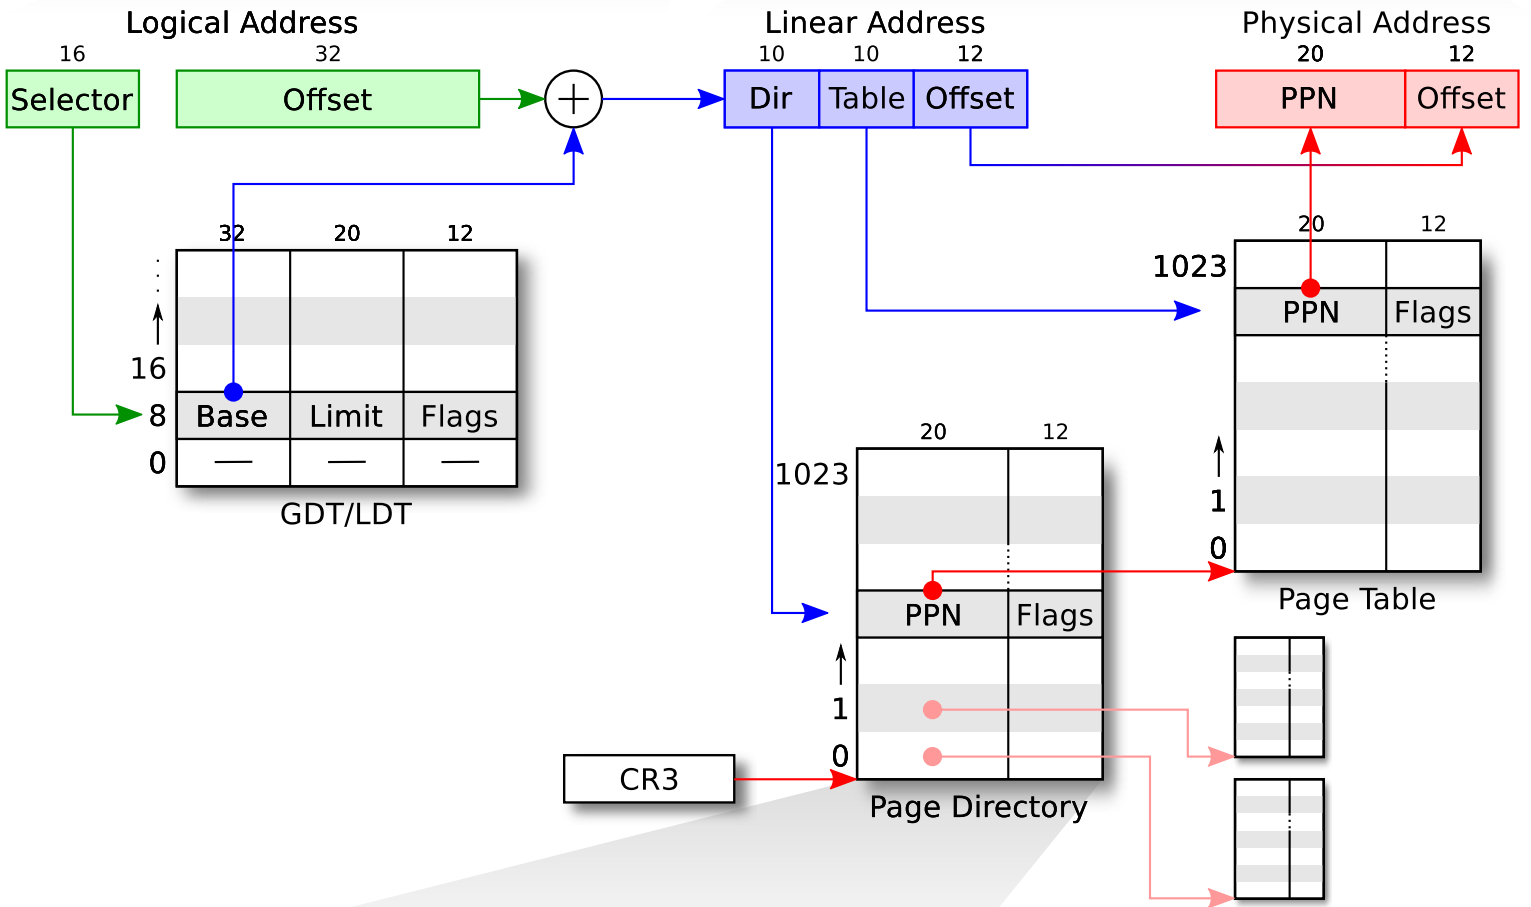 Logical Address
Linear Address
Physical Address
16
32
10
10
12
20
12
Selector
Offset
Dir
Table
Offset
PPN
Offset
32
20
12
20
12
1023
PPN
Flags
16
8
Base
Limit
Flags
0
GDT/LDT
20
12
1023
1
0
Page Table
PPN
Flags
1
0
CR3
Page Directory